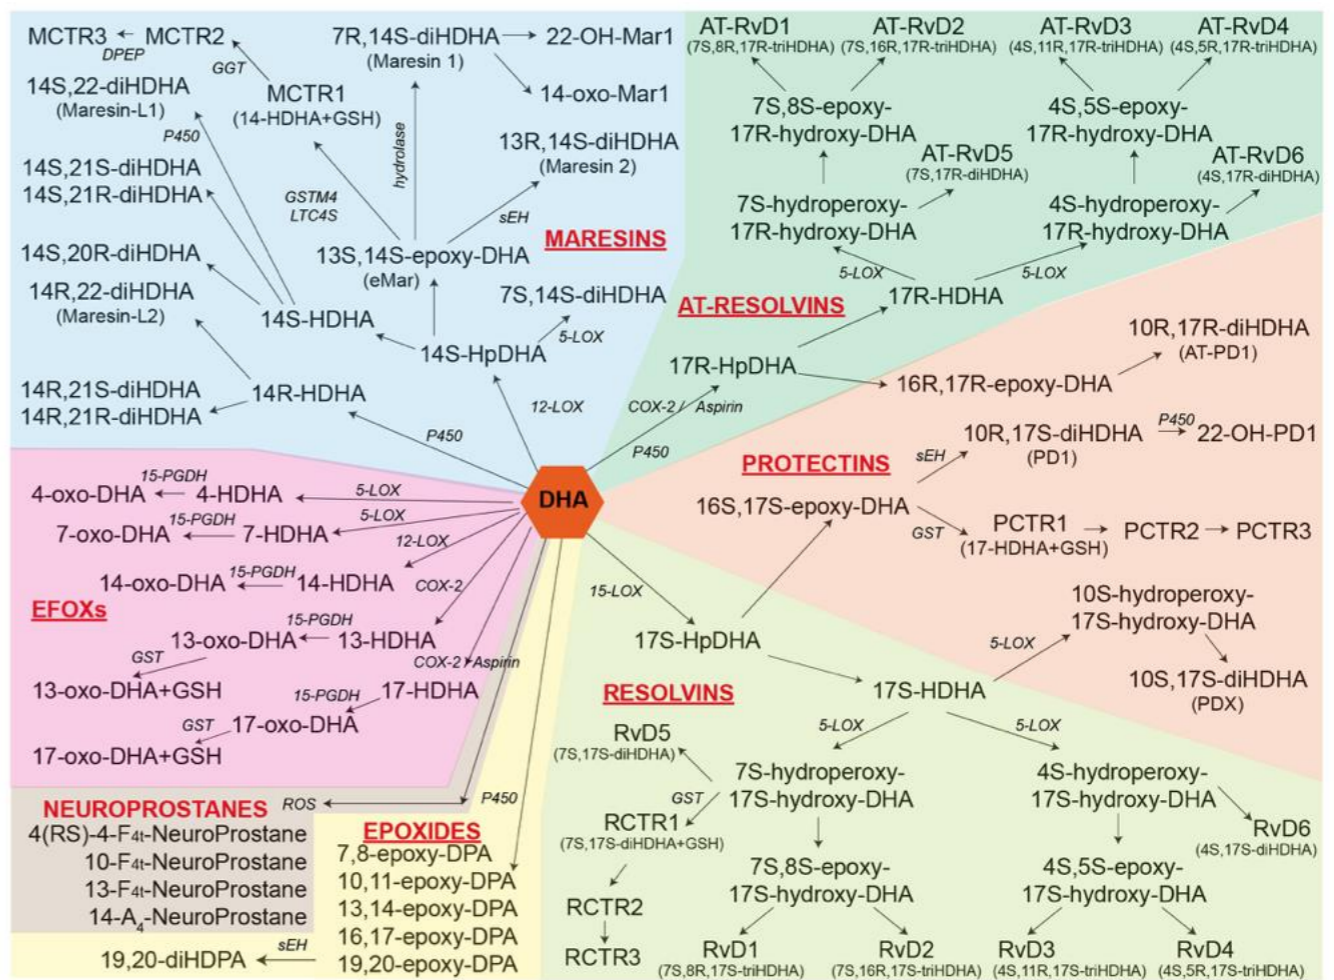 MCTR3
DPEP
MCTR2
GGT
MCTR1
(14-HDHA+GSH)
7R,14S-diHDHA
(Maresin 1)
22-OH-Mar1
14-oxo-Mar1
14S,22-diHDHA
(Maresin-L1)
P450
14S,21S-diHDHA
14S,21R-diHDHA
GSTM4
LTC4S
hydrolase
13R,14S-diHDHA
(Maresin 2)
sEH
MARESINS
14S,20R-diHDHA
14R,22-diHDHA
(Maresin-L2)
13S,14S-epoxy-DHA
(eMar)
7S,14S-diHDHA
5-LOX
14S-HDHA
14S-HpDHA
14R,21S-diHDHA
14R,21R-diHDHA
14R-HDHA
12-LOX
P450
AT-RvD1
(7S,8R,17R-triHDHA)
AT-RvD2
(7S,16R,17R-triHDHA)
AT-RvD3
(4S,11R,17R-triHDHA)
AT-RvD4
(4S,5R,17R-triHDHA)
7S,8S-epoxy-
17R-hydroxy-DHA
4S,5S-epoxy-
17R-hydroxy-DHA
AT-RvD5
(7S,17R-diHDHA)
AT-RvD6
(4S,17R-diHDHA)
7S-hydroperoxy-
17R-hydroxy-DHA
4S-hydroperoxy-
17R-hydroxy-DHA
5-LOX
5-LOX
17R-HDHA
AT-RESOLVINS
17R-HpDHA
COX-2 / Aspirin
P450
10R,17R-diHDHA
(AT-PD1)
16R,17R-epoxy-DHA
PROTECTINS
10R,17S-diHDHA
(PD1)
P450
22-OH-PD1
sEH
16S,17S-epoxy-DHA
GST
PCTR1
(17-HDHA+GSH)
PCTR2
PCTR3
10S-hydroperoxy-
17S-hydroxy-DHA
5-LOX
10S,17S-diHDHA
(PDX)
DHA
4-oxo-DHA
15-PGDH
4-HDHA
5-LOX
7-oxo-DHA
15-PGDH
7-HDHA
5-LOX
12-LOX
14-oxo-DHA
15-PGDH
14-HDHA
COX-2
EFOXs
13-oxo-DHA
15-PGDH
13-HDHA
GST
COX-2 Aspirin
13-oxo-DHA+GSH
15-PGDH
17-HDHA
GST
17-oxo-DHA
17-oxo-DHA+GSH
NEUROPROSTANES
ROS
4(RS)-4-F4t-NeuroProstane
10-F4t-NeuroProstane
13-F4t-NeuroProstane
14-A4-NeuroProstane
P450
EPOXIDES
7,8-epoxy-DPA
10,11-epoxy-DPA
13,14-epoxy-DPA
16,17-epoxy-DPA
19,20-epoxy-DPA
sEH
19,20-diHDPA
15-LOX
17S-HpDHA
RESOLVINS
17S-HDHA
5-LOX
5-LOX
RvD5
(7S,17S-diHDHA)
7S-hydroperoxy-
17S-hydroxy-DHA
4S-hydroperoxy-
17S-hydroxy-DHA
GST
RCTR1
(7S,17S-diHDHA+GSH)
RvD6
(4S,17S-diHDHA)
7S,8S-epoxy-
17S-hydroxy-DHA
4S,5S-epoxy-
17S-hydroxy-DHA
RCTR2
RCTR3
RvD1
(7S,8R,17S-triHDHA)
RvD2
(7S,16R,17S-triHDHA)
RvD3
(4S,11R,17S-triHDHA)
RvD4
(4S,5R,17S-triHDHA)